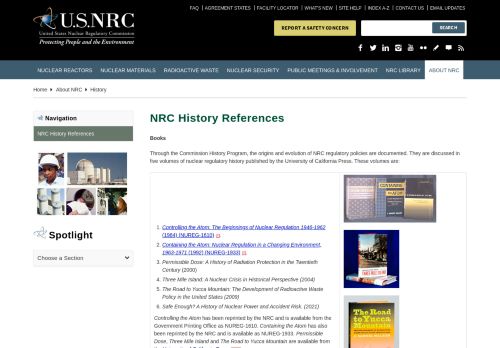 FAQ | AGREEMENT STATES | FACILITY LOCATOR | WHAT'S NEW | SITE HELP | INDEX A-Z | CONTACT US | EMAIL UPDATES
U.S.NRC
United States Nuclear Regulatory Commission
Protecting People and the Environment
REPORT A SAFETY CONCERN
SEARCH
NUCLEAR REACTORS
NUCLEAR MATERIALS
RADIOACTIVE WASTE
NUCLEAR SECURITY
PUBLIC MEETINGS & INVOLVEMENT
NRC LIBRARY
ABOUT NRC
Home ▸ About NRC ▸ History
Navigation
NRC History References
Spotlight
Choose a Section
NRC History References
Books
Through the Commission History Program, the origins and evolution of NRC regulatory policies are documented. They are discussed in
five volumes of nuclear regulatory history published by the University of California Press. These volumes are:
1. Controlling the Atom: The Beginnings of Nuclear Regulation 1946-1962
(1984) (NUREG-1610)
2. Containing the Atom: Nuclear Regulation in a Changing Environment,
1963-1971 (1992) (NUREG-1933)
3. Permissible Dose: A History of Radiation Protection in the Twentieth
Century (2000)
4. Three Mile Island: A Nuclear Crisis in Historical Perspective (2004)
5. The Road to Yucca Mountain: The Development of Radioactive Waste
Policy in the United States (2009)
6. Safe Enough? A History of Nuclear Power and Accident Risk. (2021)
Controlling the Atom has been reprinted by the NRC and is available from the
Government Printing Office as NUREG-1610. Containing the Atom has also
been reprinted by the NRC and is available as NUREG-1933. Permissible
Dose, Three Mile Island and The Road to Yucca Mountain are available from
CONTAINING
THE ATOM
THREE MILE ISLAND
The Road
to Yucca
Mountain